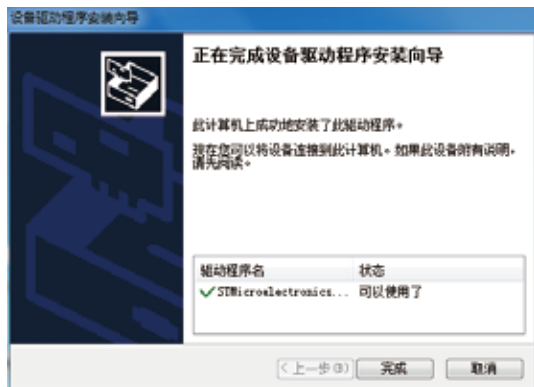 设备驱动程序安装向导
正在完成设备驱动程序安装向导
此计算机上成功地安装了此驱动程序。
现在您可以将设备连接到此计算机。如果此设备附有说明，
请先阅读。
驱动程序名 状态
STMicroelectronics... 可以使用了
<上一步(B) 完成 取消